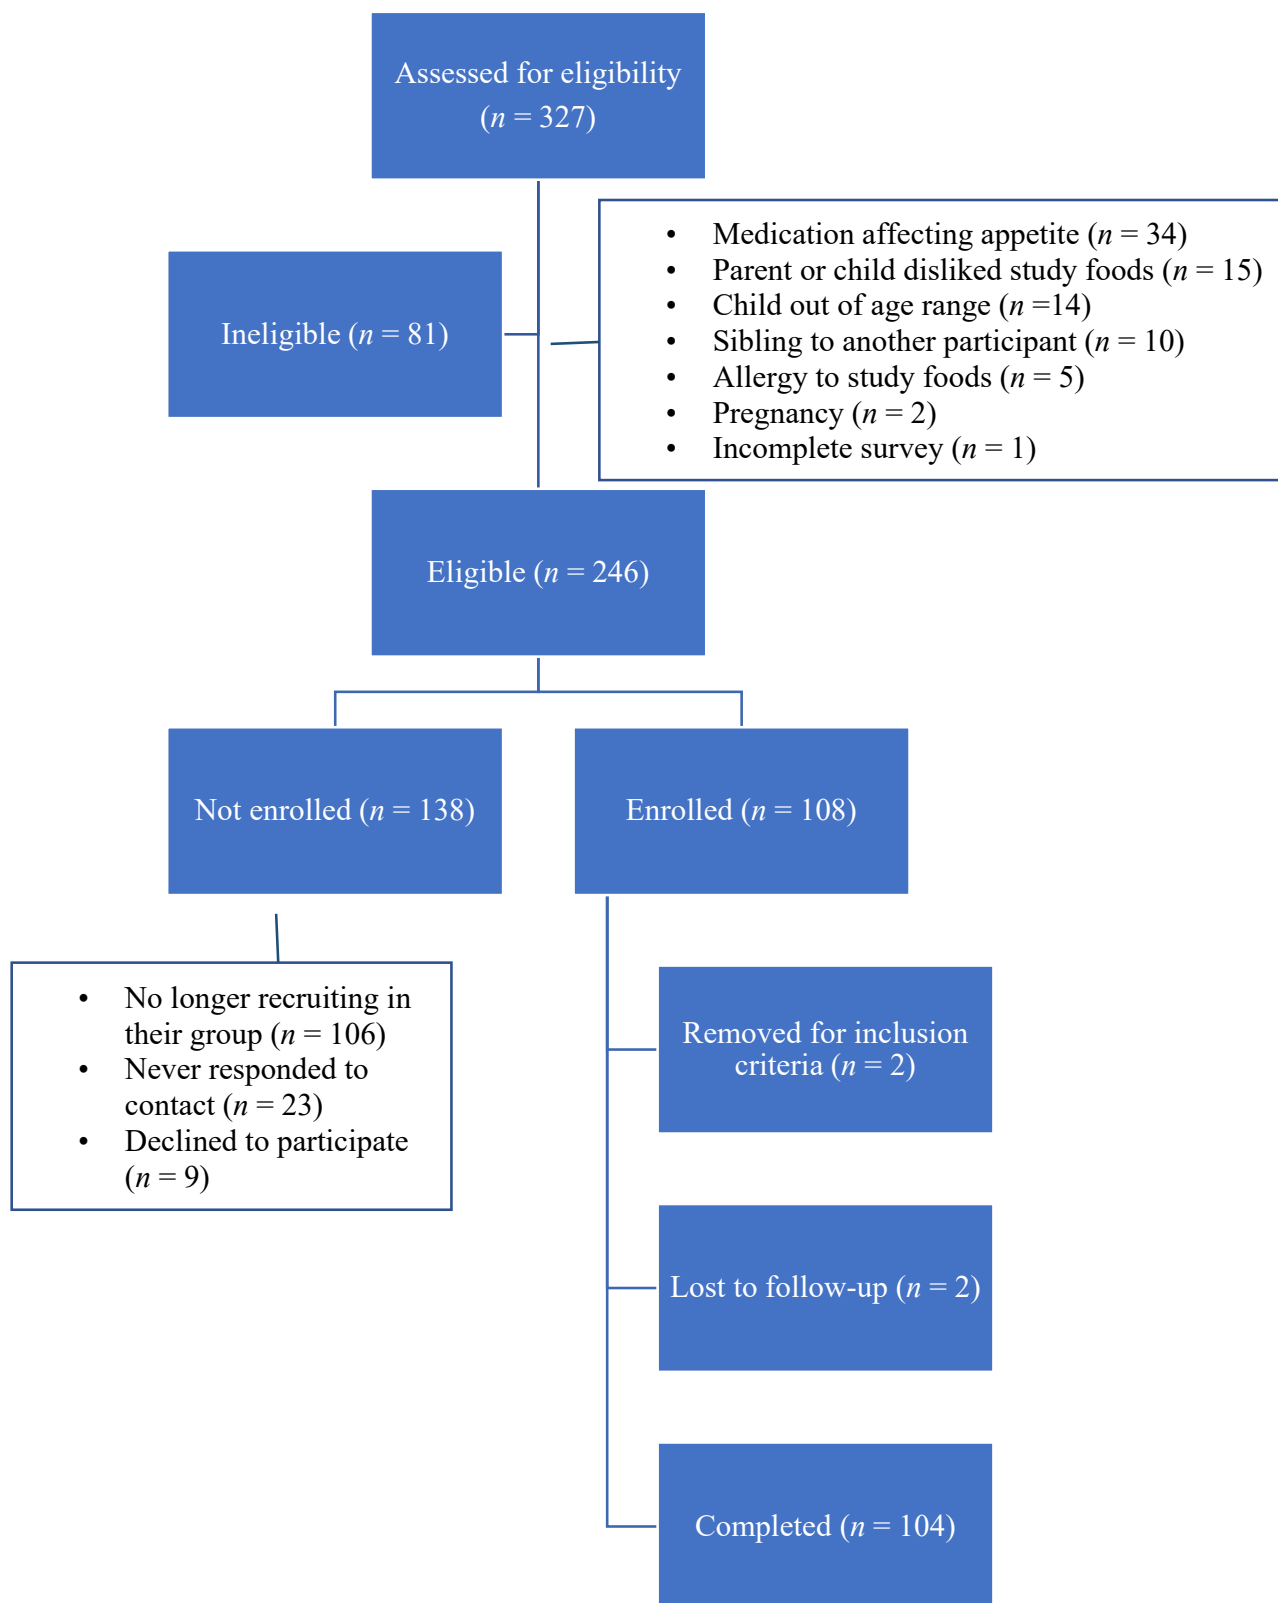 Assessed for eligibility
(n = 327)
Ineligible (n = 81)
• Medication affecting appetite (n = 34)
• Parent or child disliked study foods (n = 15)
• Child out of age range (n =14)
• Sibling to another participant (n = 10)
• Allergy to study foods (n = 5)
• Pregnancy (n = 2)
• Incomplete survey (n = 1)
Eligible (n = 246)
Not enrolled (n = 138)
Enrolled (n = 108)
• No longer recruiting in
their group (n = 106)
• Never responded to
contact (n = 23)
• Declined to participate
(n = 9)
Removed for inclusion
criteria (n = 2)
Lost to follow-up (n = 2)
Completed (n = 104)